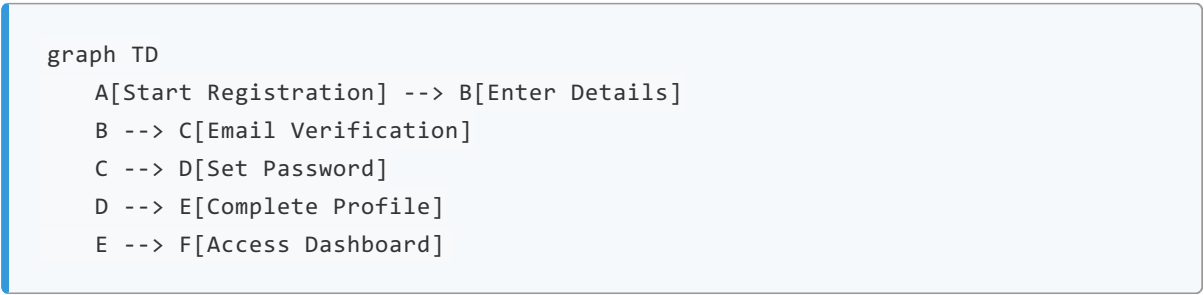 graph TD
A[Start Registration] --> B[Enter Details]
B --> C[Email Verification]
C --> D[Set Password]
D --> E[Complete Profile]
E --> F[Access Dashboard]